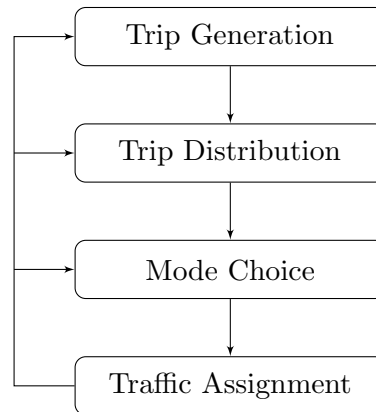 Trip Generation
Trip Distribution
Mode Choice
Traffic Assignment